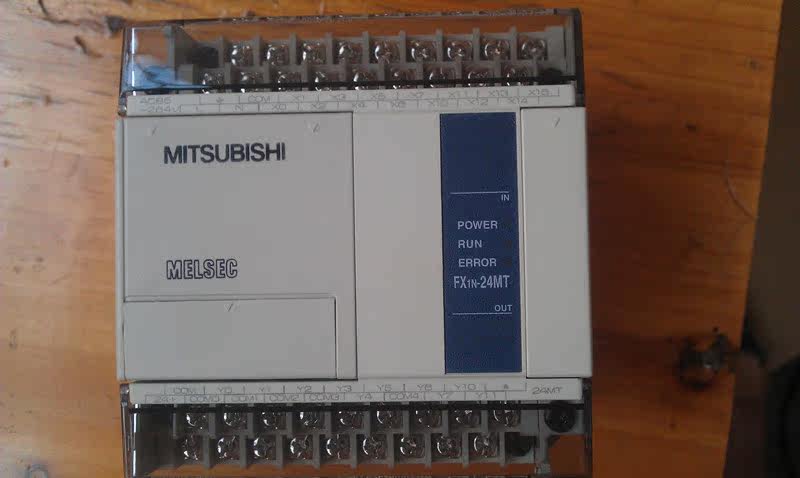 COM X1 X3 X5 X7 X11 X13 X15
L N X0 X2 X4 X6 X10 X12 X14
MITSUBISHI
MELSEC
IN
POWER
RUN
ERROR
FX1N-24MT
OUT
COM Y0 Y1 Y2 Y3 Y5 Y6 Y10
24+ COM0 COM1 COM2 COM3 Y4 COM4 Y7 Y11
24MT